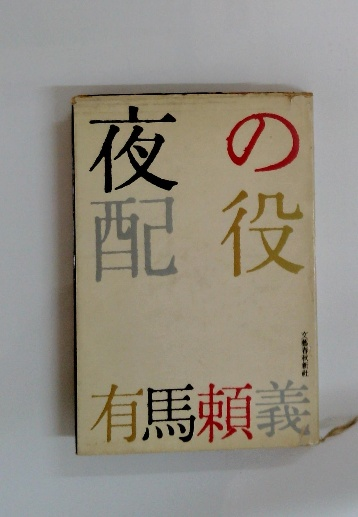 夜の
配役
文藝春秋新社
有馬頼義